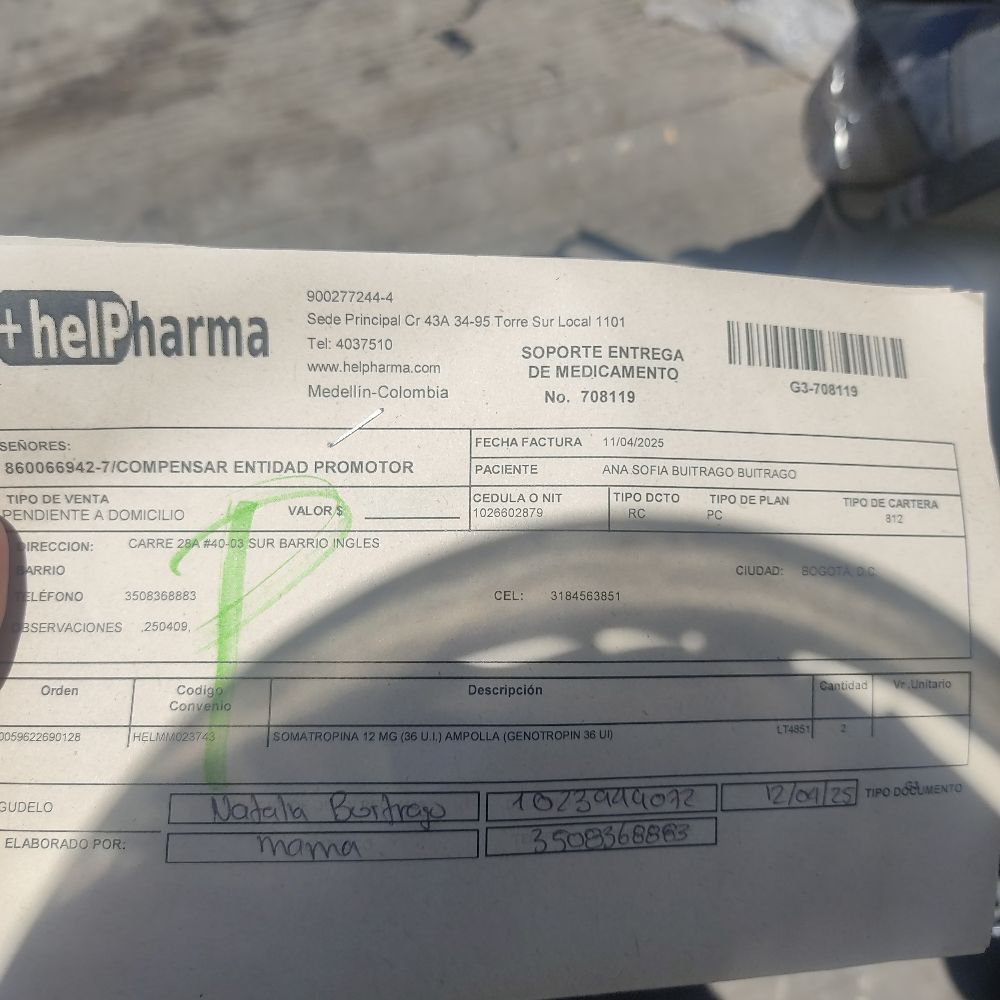 +helPharma
900277244-4
Sede Principal Cr 43A 34-95 Torre Sur Local 1101
Tel: 4037510
www.helpharma.com
Medellin-Colombia
SOPORTE ENTREGA
DE MEDICAMENTO
No. 708119
G3-708119
SEÑORES:
860066942-7/COMPENSAR ENTIDAD PROMOTOR
FECHA FACTURA 11/04/2025
PACIENTE ANA SOFIA BUITRAGO BUITRAGO
TIPO DE VENTA
PENDIENTE A DOMICILIO VALOR $
CEDULA O NIT TIPO DCTO TIPO DE PLAN TIPO DE CARTERA
1026602879 RC PC 812
P
DIRECCION: CARRE 28A #40-03 SUR BARRIO INGLES
BARRIO CIUDAD: BOGOTA, D.C.
TELÉFONO 3508368883 CEL: 3184563851
OBSERVACIONES ,250409,
Orden Codigo Convenio Descripción Cantidad Vr .Unitario
0059622690128 HELMM023743 SOMATROPINA 12 MG (36 U.I.) AMPOLLA (GENOTROPIN 36 UI) LT4851 2
GUDELO Natalia Buitrago 1023944072 12/04/25 TIPO DOCUMENTO
ELABORADO POR: mama 3508368883